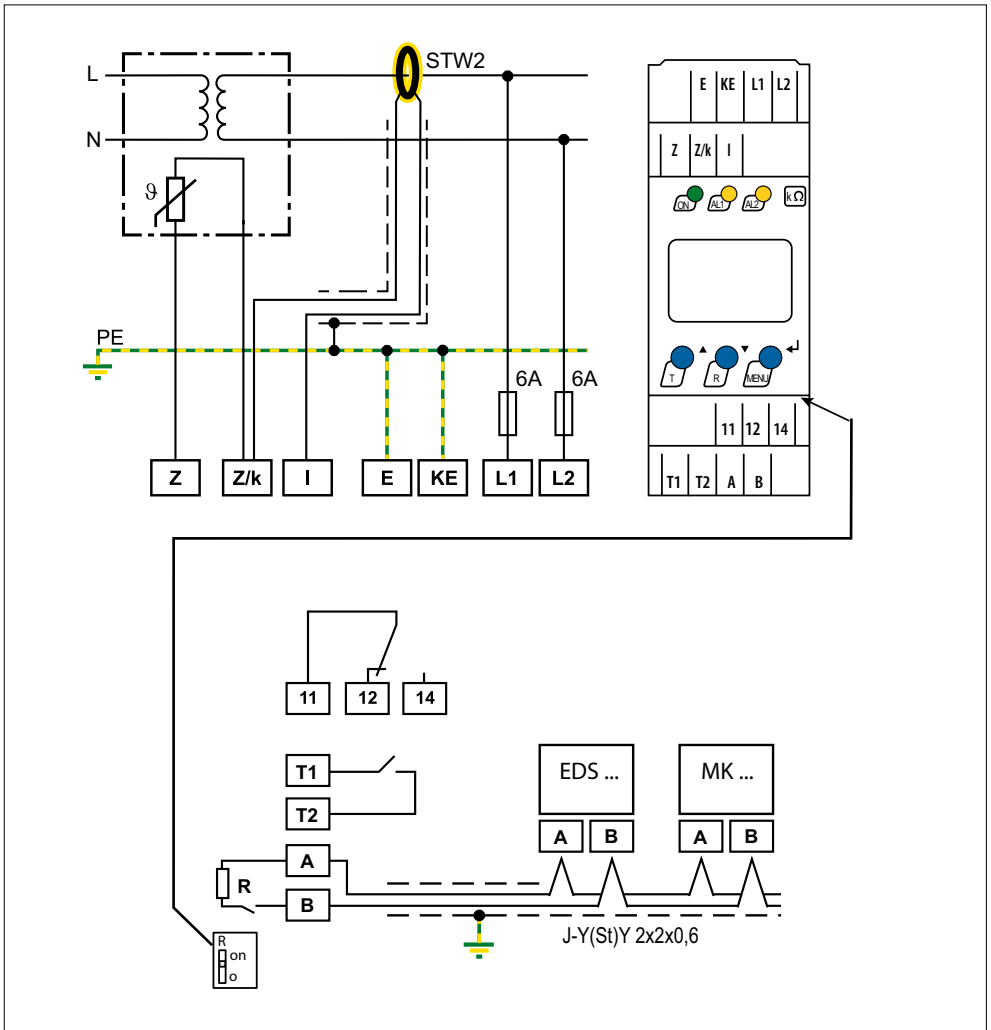 STW2
L
N
ϑ
PE
6A 6A
Z Z/k I E KE L1 L2
E KE L1 L2
Z Z/k I
ON AL1 AL2 kΩ
T R MENU
11 12 14
T1 T2 A B
11 12 14
T1
T2
EDS ... MK ...
A B A B
A
R
B
J-Y(St)Y 2x2x0,6
R
on
o